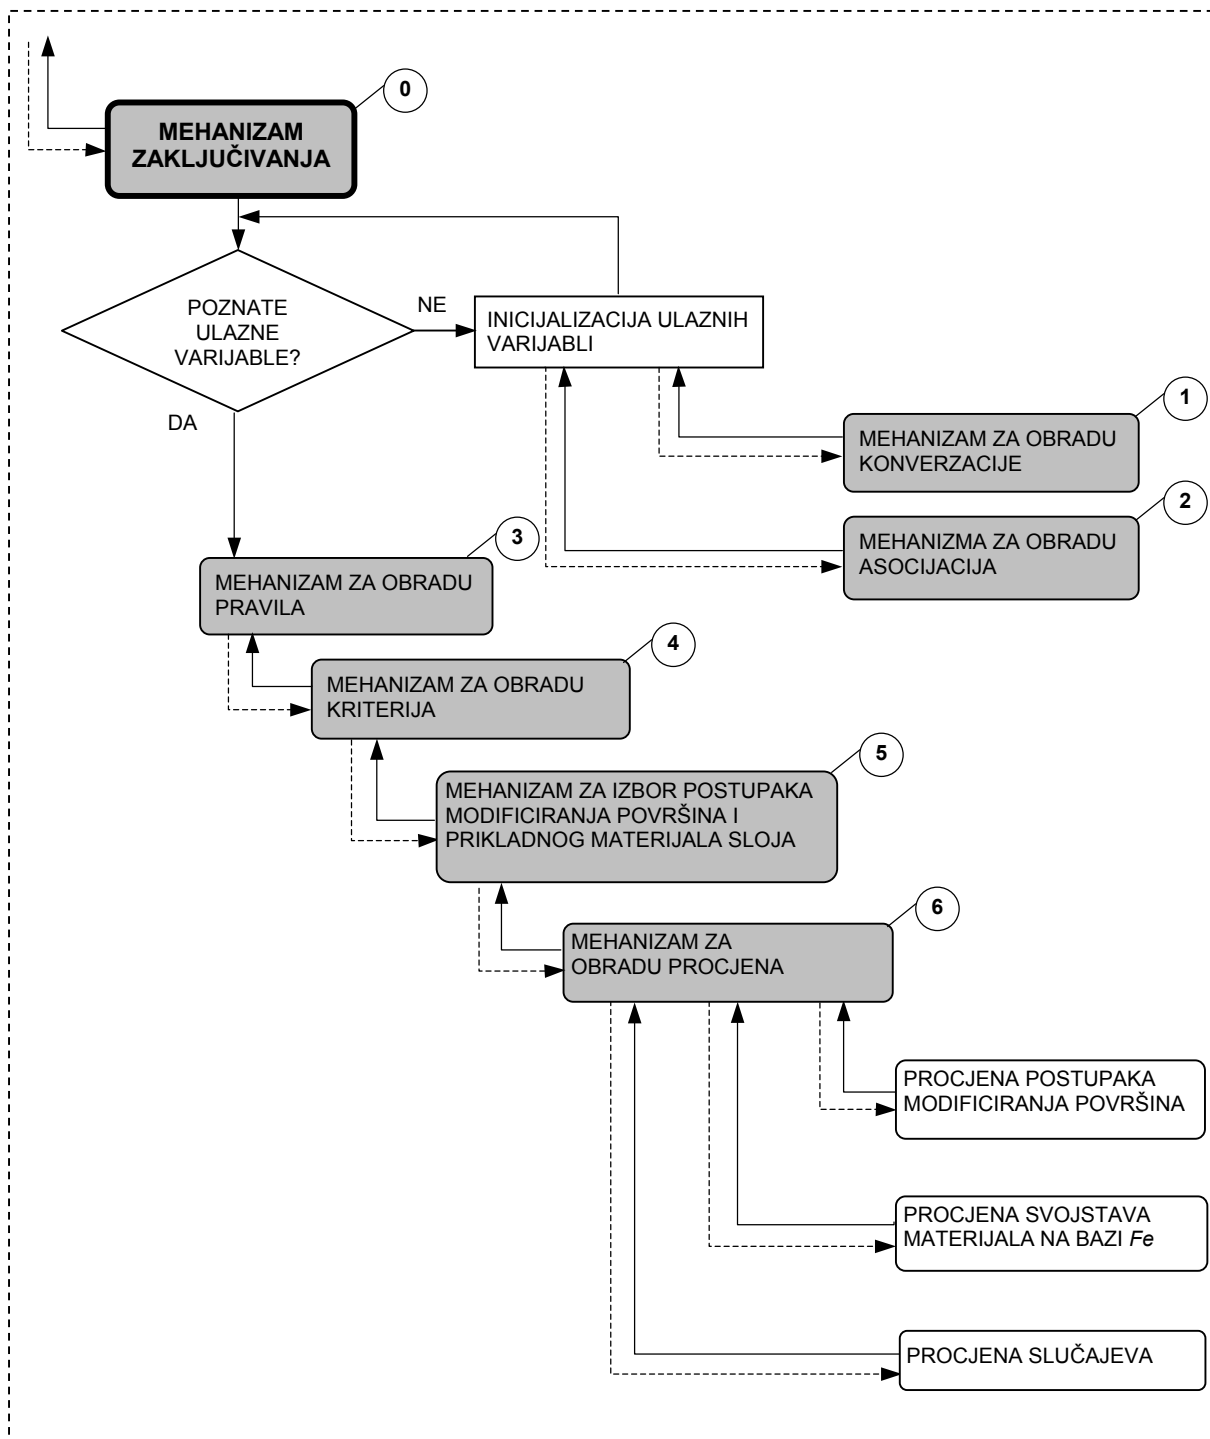 0
MEHANIZAM
ZAKLJUČIVANJA
POZNATE
ULAZNE
VARIJABLE?
NE
DA
INICIJALIZACIJA ULAZNIH
VARIJABLI
1
MEHANIZAM ZA OBRADU
KONVERZACIJE
2
MEHANIZMA ZA OBRADU
ASOCIJACIJA
3
MEHANIZAM ZA OBRADU
PRAVILA
4
MEHANIZAM ZA OBRADU
KRITERIJA
5
MEHANIZAM ZA IZBOR POSTUPAKA
MODIFICIRANJA POVRŠINA I
PRIKLADNOG MATERIJALA SLOJA
6
MEHANIZAM ZA
OBRADU PROCJENA
PROCJENA POSTUPAKA
MODIFICIRANJA POVRŠINA
PROCJENA SVOJSTAVA
MATERIJALA NA BAZI Fe
PROCJENA SLUČAJEVA